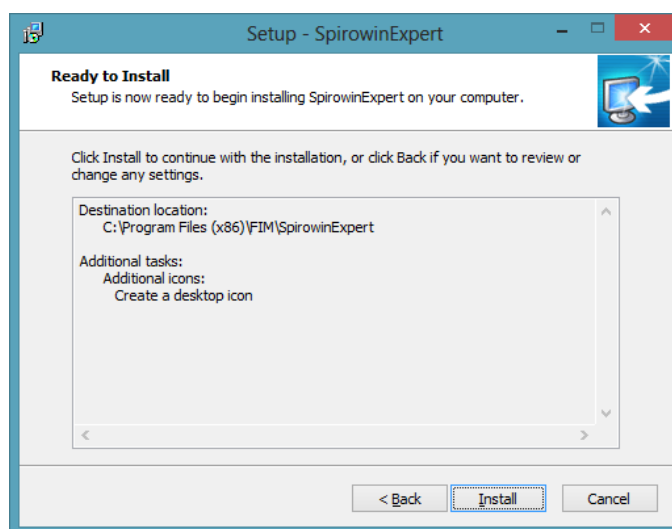 Setup - SpirowinExpert
Ready to Install
Setup is now ready to begin installing SpirowinExpert on your computer.
Click Install to continue with the installation, or click Back if you want to review or
change any settings.
Destination location:
C:\Program Files (x86)\FIM\SpirowinExpert
Additional tasks:
Additional icons:
Create a desktop icon
< Back
Install
Cancel